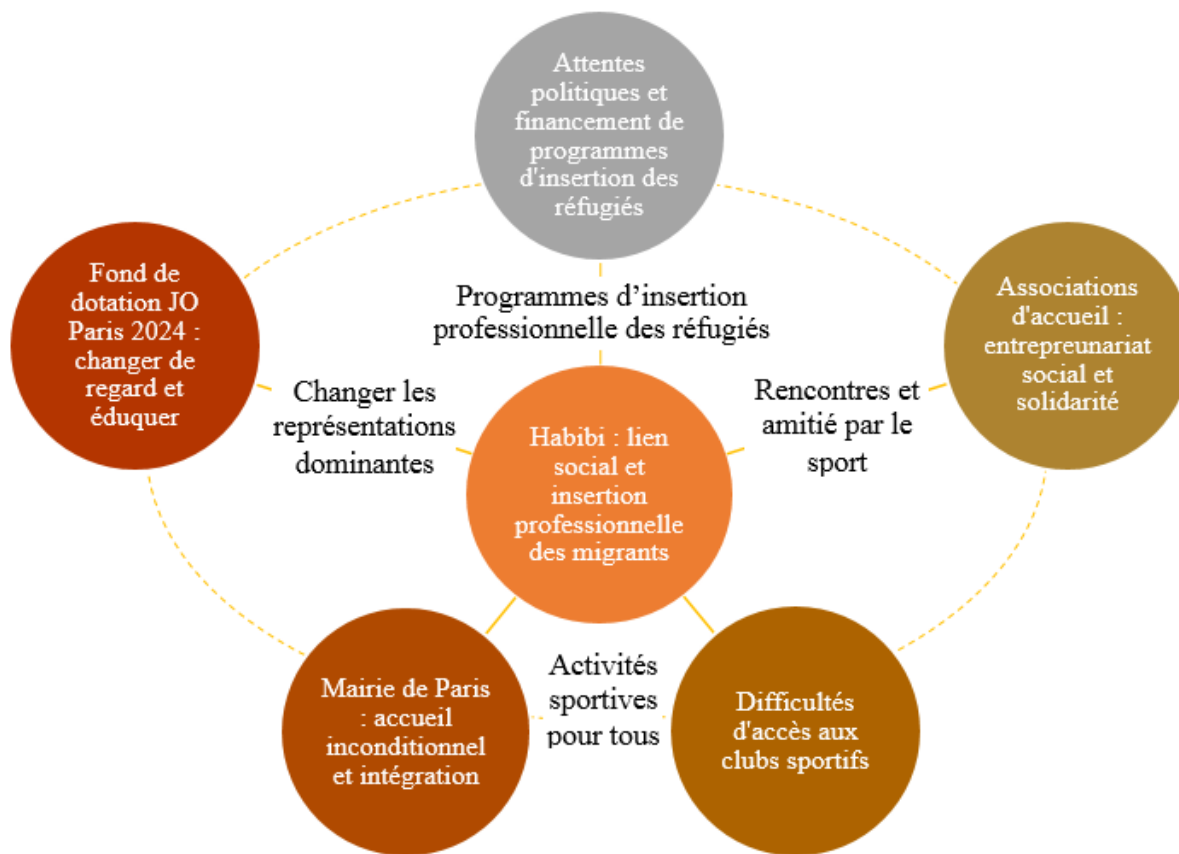 Attentes
politiques et
financement de
programmes
d'insertion des
réfugiés
Fond de
dotation JO
Paris 2024 :
changer de
regard et
éduquer
Programmes d’insertion
professionnelle des réfugiés
Associations
d'accueil :
entrepreunariat
social et
solidarité
Changer les
représentations
dominantes
Rencontres et
amitié par le
sport
Habibi : lien
social et
insertion
professionnelle
des migrants
Mairie de Paris
: accueil
inconditionnel
et intégration
Activités
sportives
pour tous
Difficultés
d'accès aux
clubs sportifs